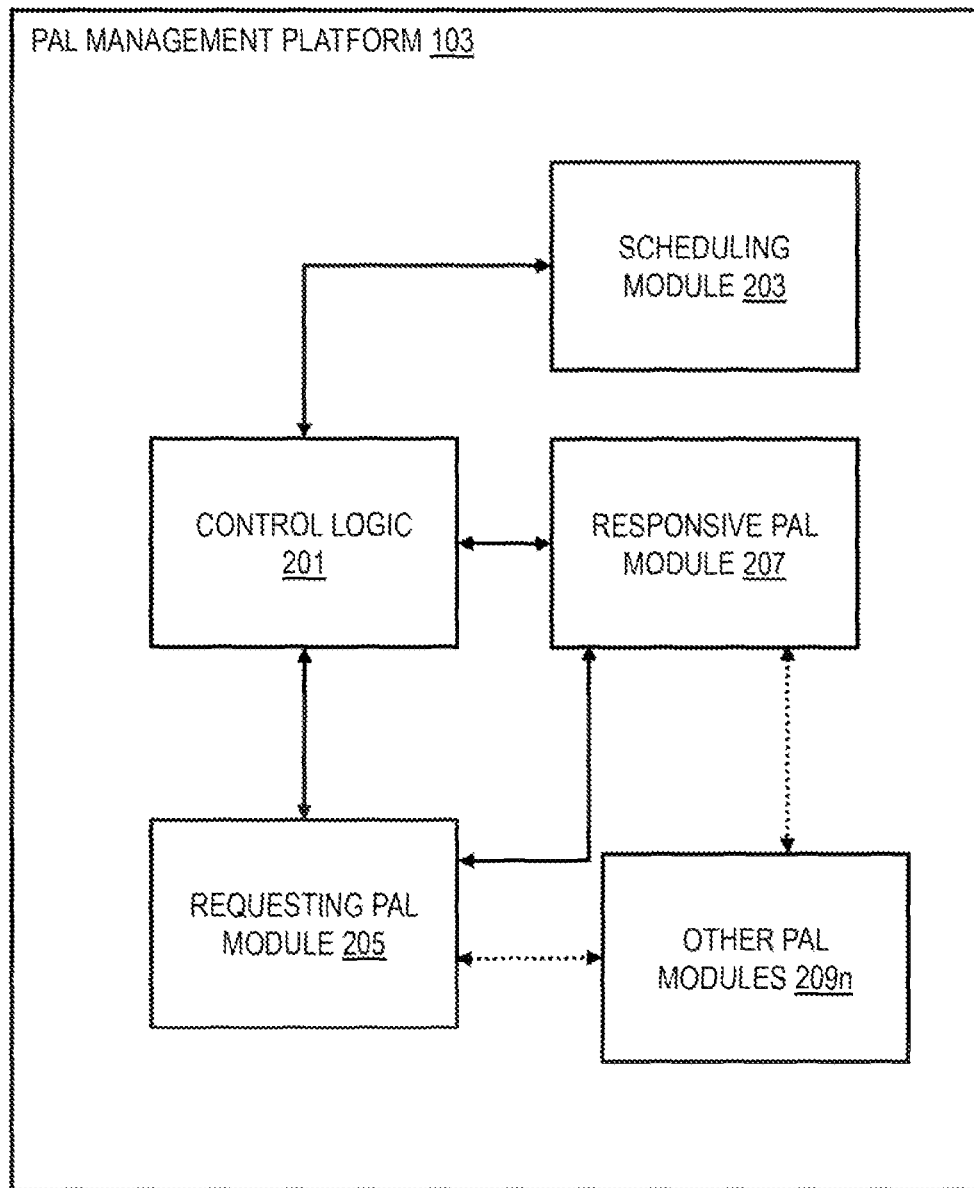 PAL MANAGEMENT PLATFORM 103
SCHEDULING
MODULE 203
CONTROL LOGIC
201
RESPONSIVE PAL
MODULE 207
REQUESTING PAL
MODULE 205
OTHER PAL
MODULES 209n